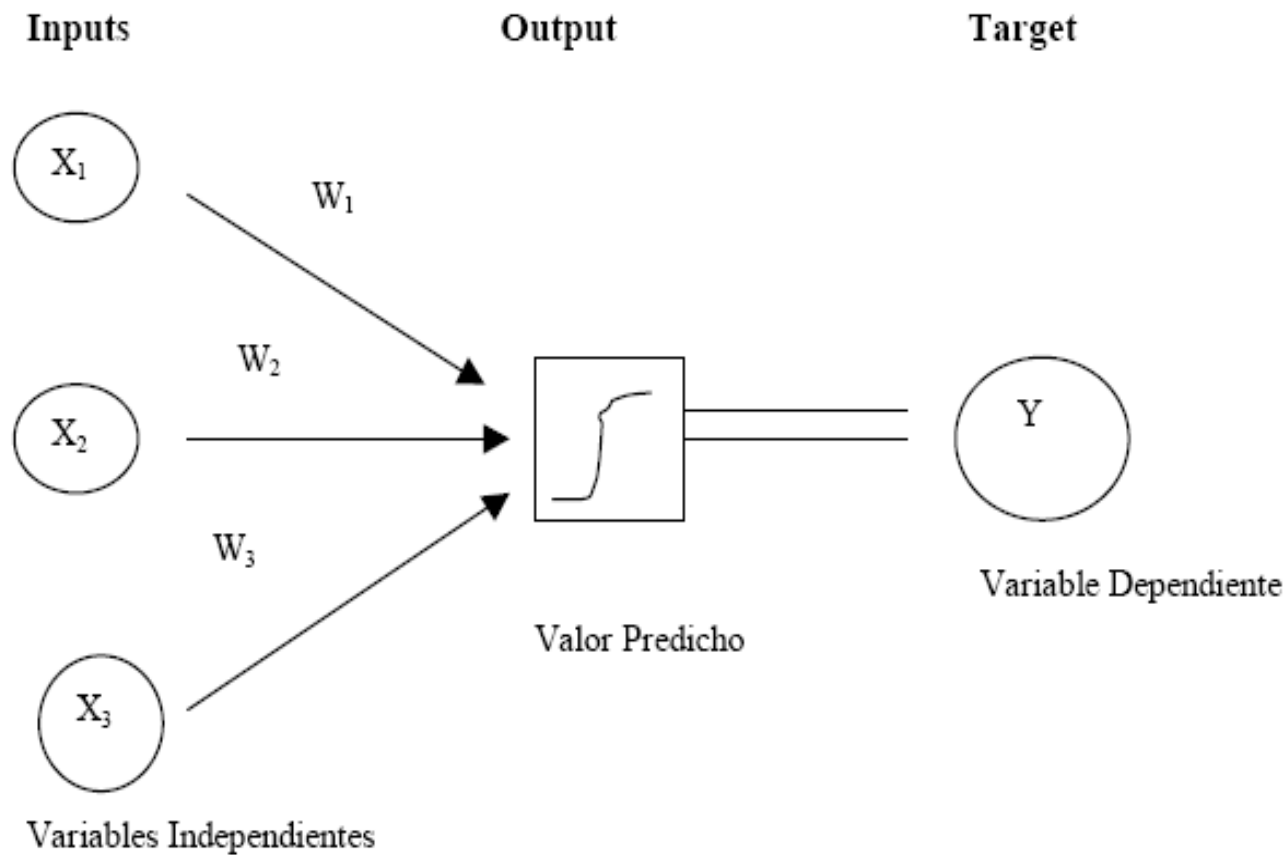 Inputs Output Target
X₁
W₁
W₂
X₂
Y
W₃
Variable Dependiente
Valor Predicho
X₃
Variables Independientes